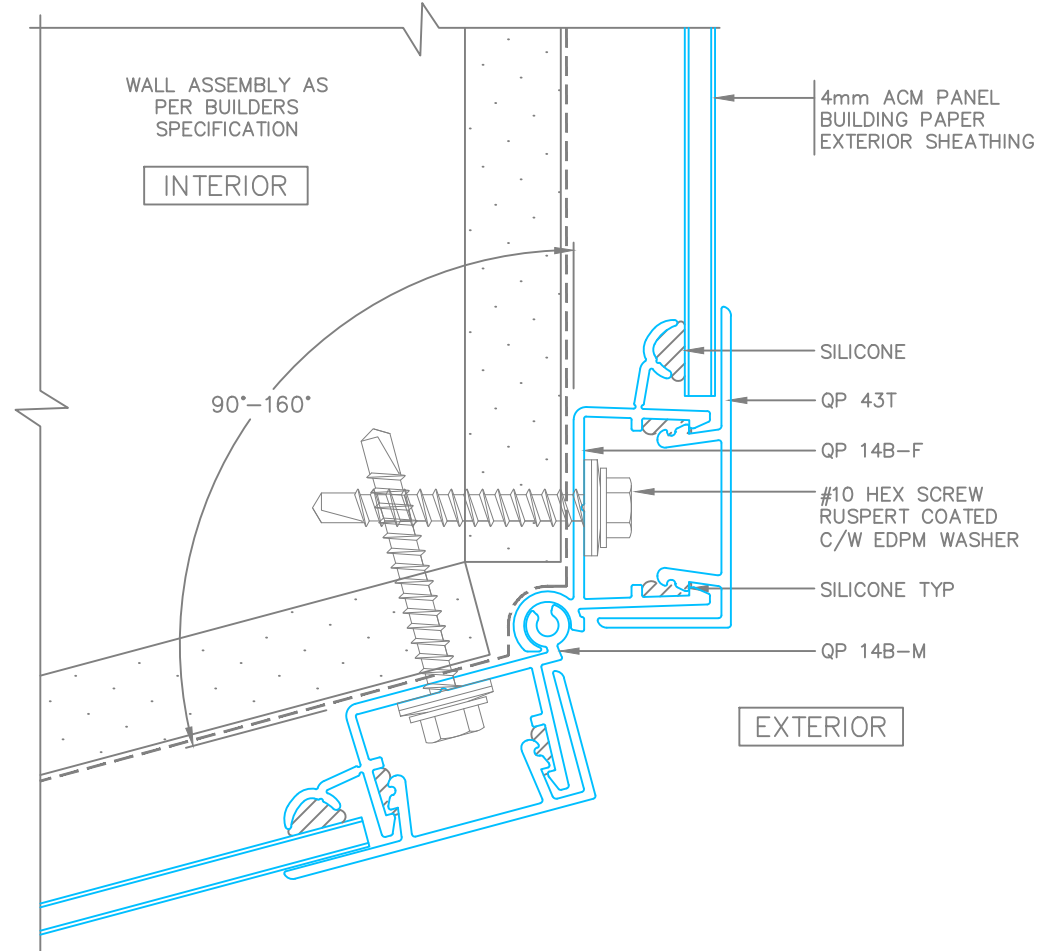 WALL ASSEMBLY AS
PER BUILDERS
SPECIFICATION
INTERIOR
4mm ACM PANEL
BUILDING PAPER
EXTERIOR SHEATHING
90°-160°
SILICONE
QP 43T
QP 14B-F
#10 HEX SCREW
RUSPERT COATED
C/W EDPM WASHER
SILICONE TYP
QP 14B-M
EXTERIOR